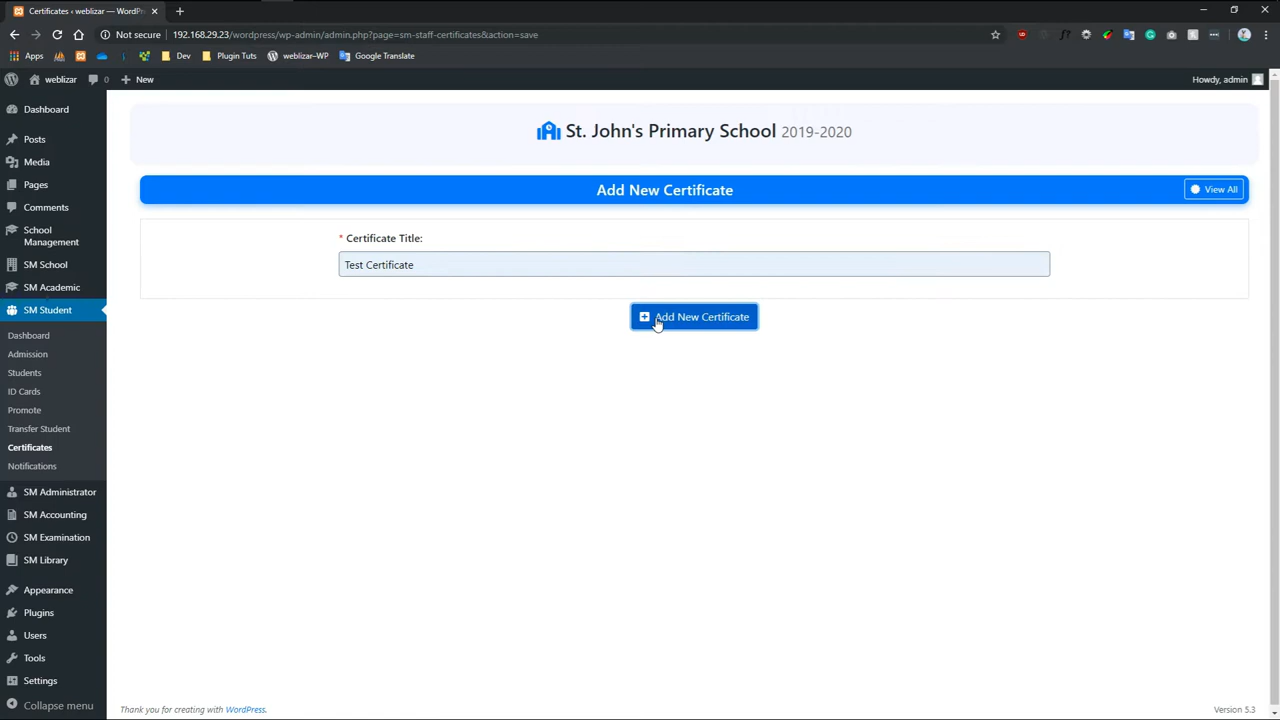 Certificates ‹ weblizar — WordPr
Not secure
192.168.29.23/wordpress/wp-admin/admin.php?page=sm-staff-certificates&action=save
Apps
Dev
Plugin Tuts
weblizar-WP
Google Translate
weblizar
0
New
Howdy, admin
Dashboard
Posts
Media
Pages
Comments
School
Management
SM School
SM Academic
SM Student
Dashboard
Admission
Students
ID Cards
Promote
Transfer Student
Certificates
Notifications
SM Administrator
SM Accounting
SM Examination
SM Library
Appearance
Plugins
Users
Tools
Settings
Collapse menu
St. John's Primary School 2019-2020
Add New Certificate
View All
* Certificate Title:
Test Certificate
Add New Certificate
Thank you for creating with WordPress.
Version 5.3